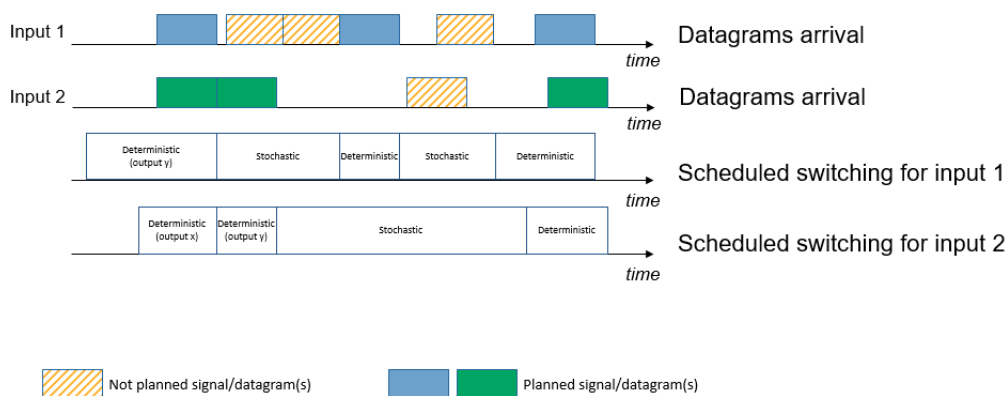 Input 1
time
Datagrams arrival
Input 2
time
Datagrams arrival
Deterministic
(output y)
Stochastic
Deterministic
Stochastic
Deterministic
time
Scheduled switching for input 1
Deterministic
(output x)
Deterministic
(output y)
Stochastic
Deterministic
time
Scheduled switching for input 2
Not planned signal/datagram(s)
Planned signal/datagram(s)